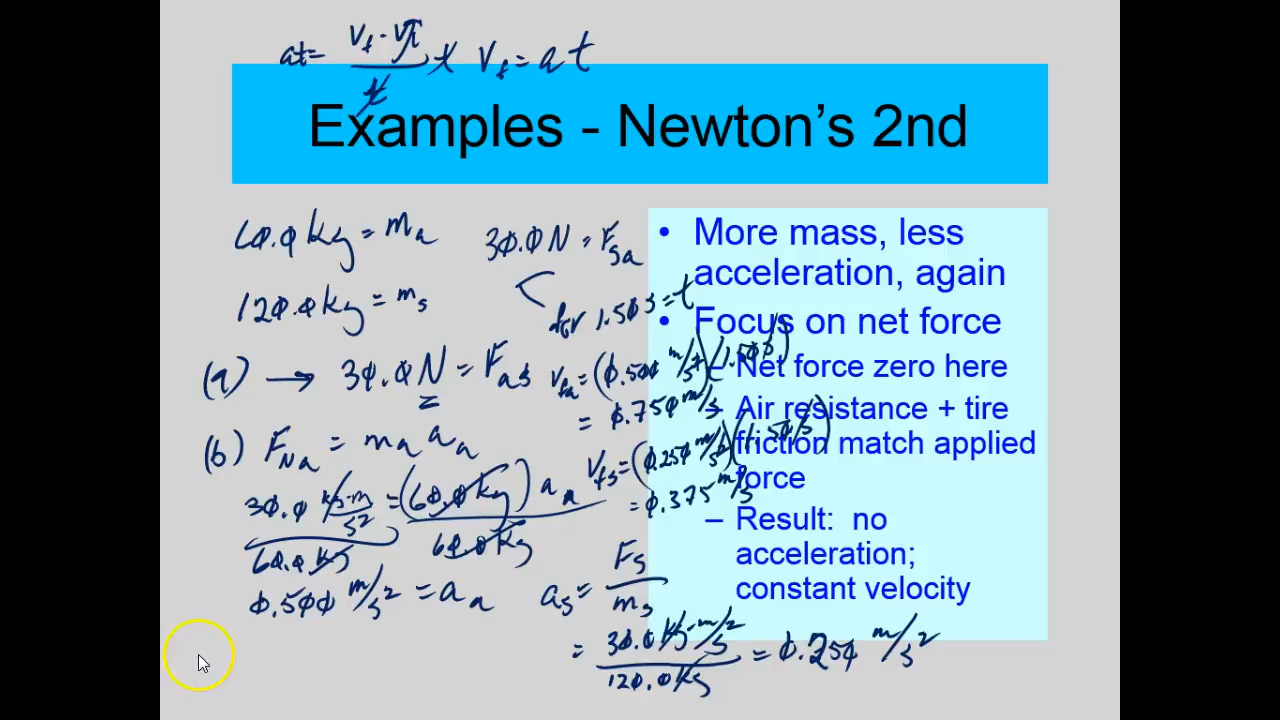 at = (vf - vi)/t t   vf = a t
Examples - Newton's 2nd
60.0 kg = ma
30.0 N = Fsa
120.0 kg = ms
for 1.50 s = t
(a) → 30.0 N = Fas
vfa = (0.500 m/s²)(1.50 s)
= 0.750 m/s
(b) FNa = ma aa
vfs = (0.250 m/s²)(1.50 s)
= 0.375 m/s
30.0 kg-m/s² / 60.0 kg = (60.0 kg) aa / 60.0 kg
0.500 m/s² = aa
as = Fs/ms
= 30.0 kg-m/s² / 120.0 kg = 0.250 m/s²
• More mass, less
acceleration, again
• Focus on net force
– Net force zero here
– Air resistance + tire
friction match applied
force
– Result: no
acceleration;
constant velocity